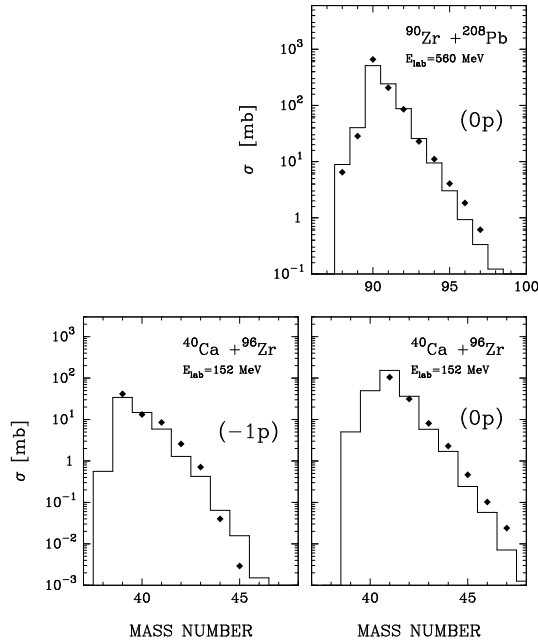 ⁹⁰Zr +²⁰⁸Pb
E_lab=560 MeV
(0p)
σ [mb]
10³
10²
10¹
1
10⁻¹
90 95 100
⁴⁰Ca +⁹⁶Zr
E_lab=152 MeV
(−1p)
σ [mb]
10³
10²
10¹
1
10⁻¹
10⁻²
10⁻³
40 45
MASS NUMBER
⁴⁰Ca +⁹⁶Zr
E_lab=152 MeV
(0p)
40 45
MASS NUMBER